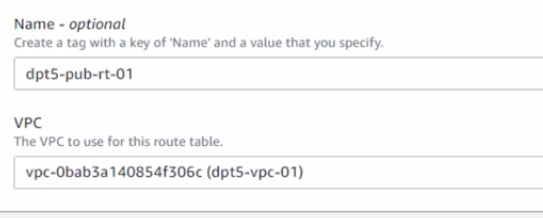 Name - optional
Create a tag with a key of 'Name' and a value that you specify.
dpt5-pub-rt-01
VPC
The VPC to use for this route table.
vpc-0bab3a140854f306c (dpt5-vpc-01)